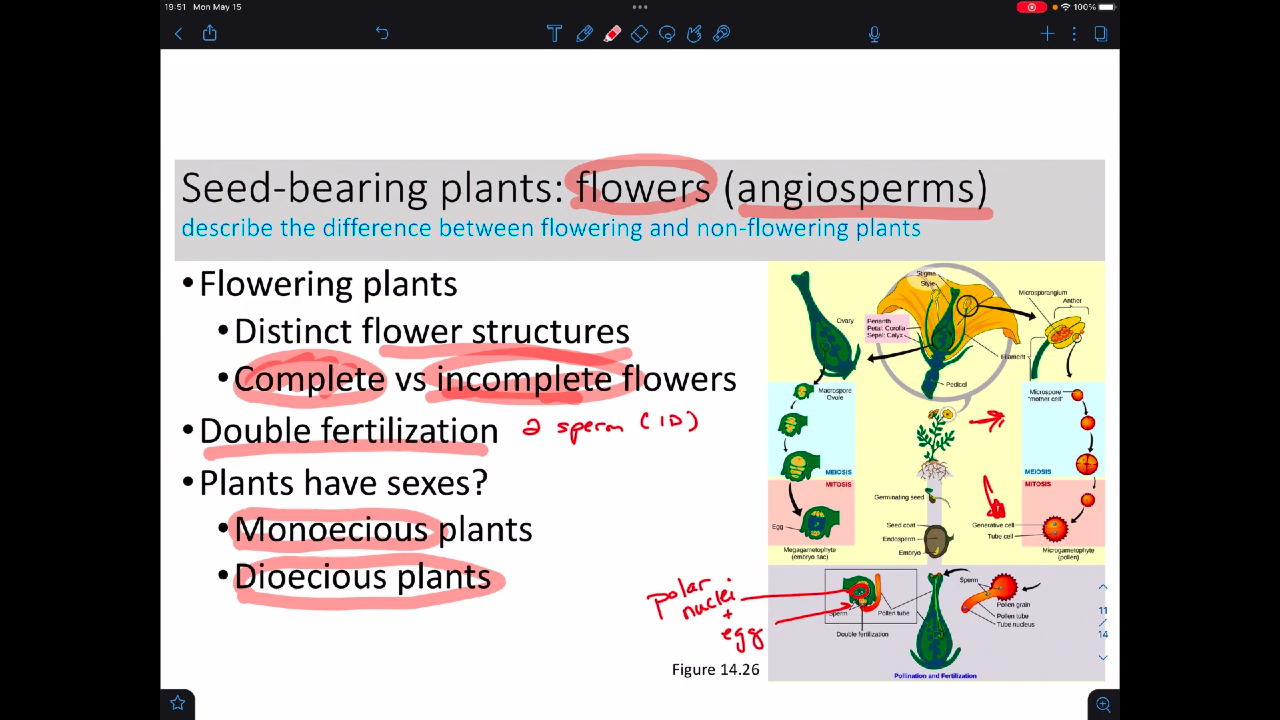 19:51 Mon May 15
100%
Seed-bearing plants: flowers (angiosperms)
describe the difference between flowering and non-flowering plants
•Flowering plants
•Distinct flower structures
•Complete vs incomplete flowers
•Double fertilization 2 sperm (1D)
•Plants have sexes?
•Monoecious plants
•Dioecious plants
Stigma
Style
Microsporangium
Anther
Ovary
Perianth
Petal: Corolla
Sepal: Calyx
Filament
Pedicel
Macrospore
Ovule
Microspore
"mother cell"
MEIOSIS
MEIOSIS
MITOSIS
MITOSIS
Germinating seed
Egg
Seed coat
Endosperm
Embryo
Generative cell
Tube cell
Megagametophyte
(embryo sac)
Microgametophyte
(pollen)
polar
nuclei
+
egg
Sperm
Pollen tube
Double fertilization
Sperm
Pollen grain
Pollen tube
Tube nucleus
Pollination and Fertilization
Figure 14.26
11
/
14